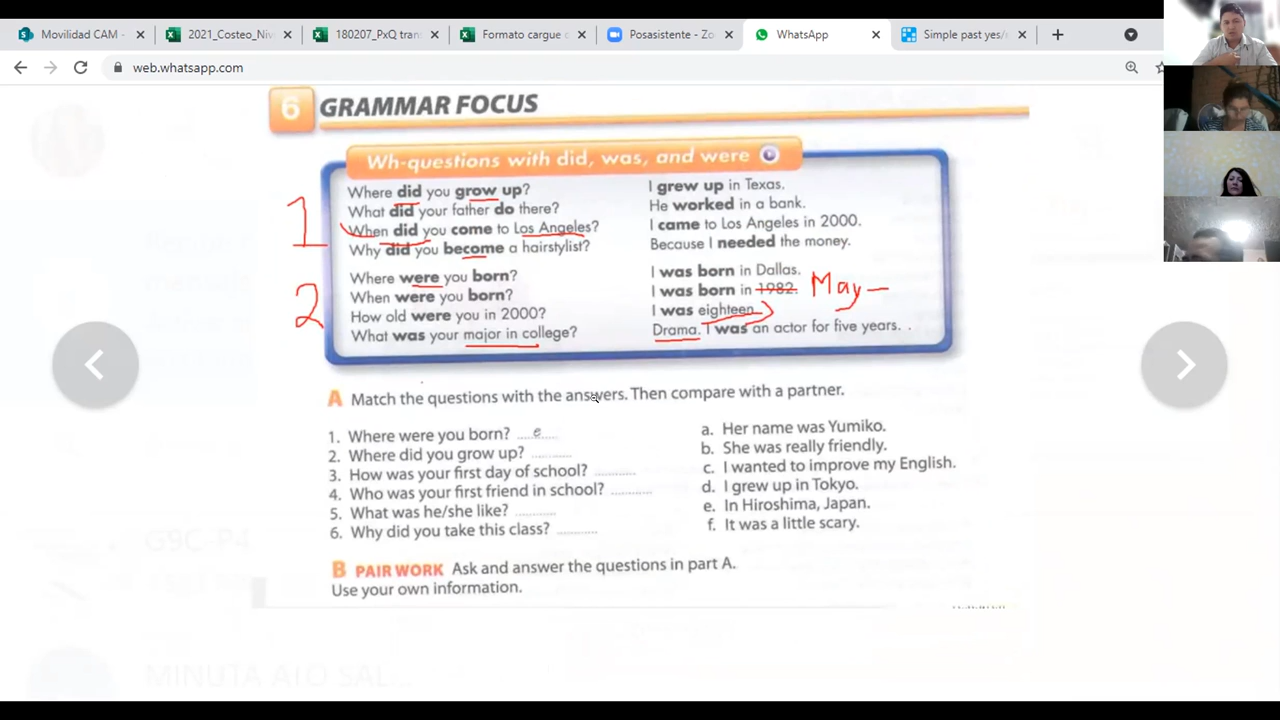 Movilidad CAM -
2021_Costeo_Niv
180207_PxQ tran
Formato cargue c
Posasistente - Zo
WhatsApp
Simple past yes/
web.whatsapp.com
6 GRAMMAR FOCUS
Wh-questions with did, was, and were
1
Where did you grow up? I grew up in Texas.
What did your father do there? He worked in a bank.
When did you come to Los Angeles? I came to Los Angeles in 2000.
Why did you become a hairstylist? Because I needed the money.
2
Where were you born? I was born in Dallas.
When were you born? I was born in 1982. May —
How old were you in 2000? I was eighteen.
What was your major in college? Drama. I was an actor for five years. .
A Match the questions with the answers. Then compare with a partner.
1. Where were you born? e
2. Where did you grow up?
3. How was your first day of school?
4. Who was your first friend in school?
5. What was he/she like?
6. Why did you take this class?
a. Her name was Yumiko.
b. She was really friendly.
c. I wanted to improve my English.
d. I grew up in Tokyo.
e. In Hiroshima, Japan.
f. It was a little scary.
B PAIR WORK Ask and answer the questions in part A.
Use your own information.
G9C-P4
MINUTA ATO SAL...